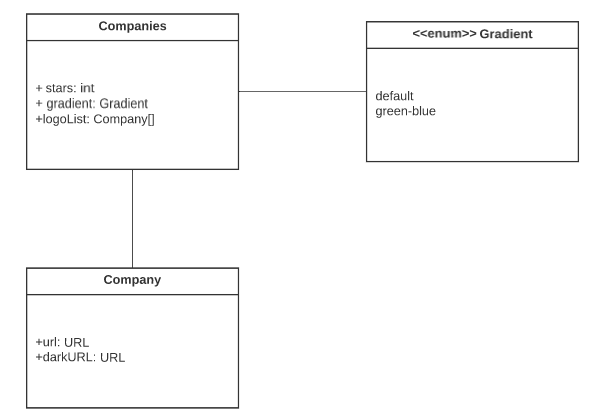 Companies
+ stars: int
+ gradient: Gradient
+logoList: Company[]
<<enum>> Gradient
default
green-blue
Company
+url: URL
+darkURL: URL